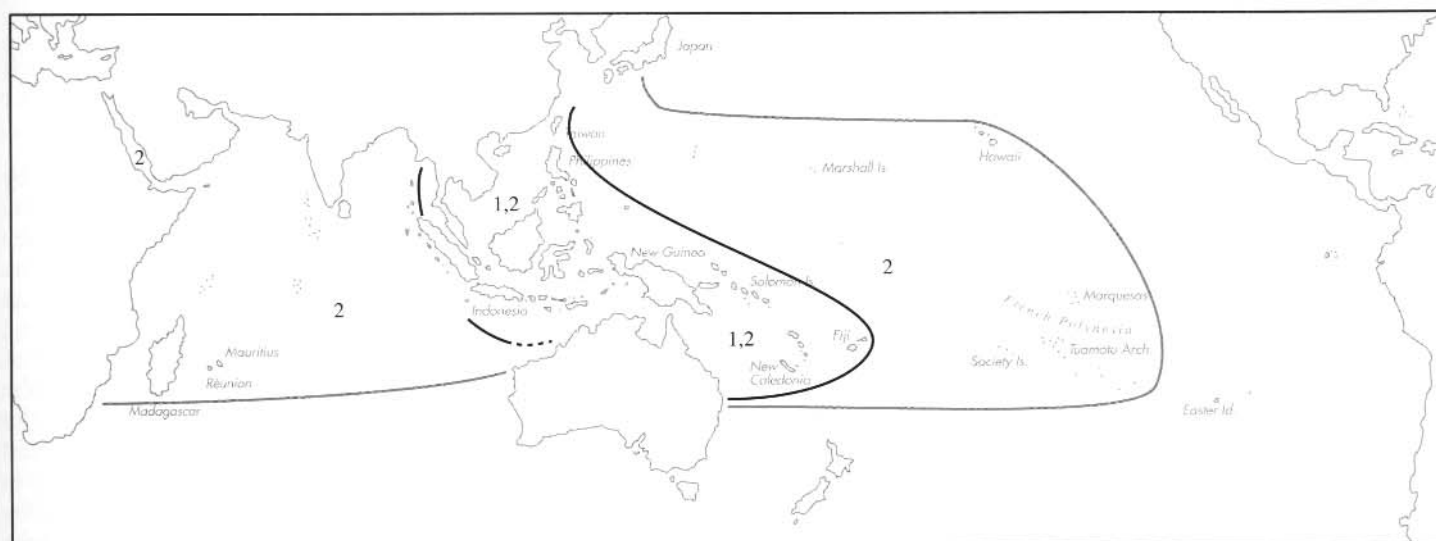 Japan
Taiwan
2
Philippines
Hawaii
Marshall Is.
1,2
New Guinea
2
Solomon Is.
Marquesas
Indonesia
2
French Polynesia
1,2
Fiji
Mauritius
Society Is.
Tuamotu Arch.
New
Caledonia
Réunion
Madagascar
Easter Id.